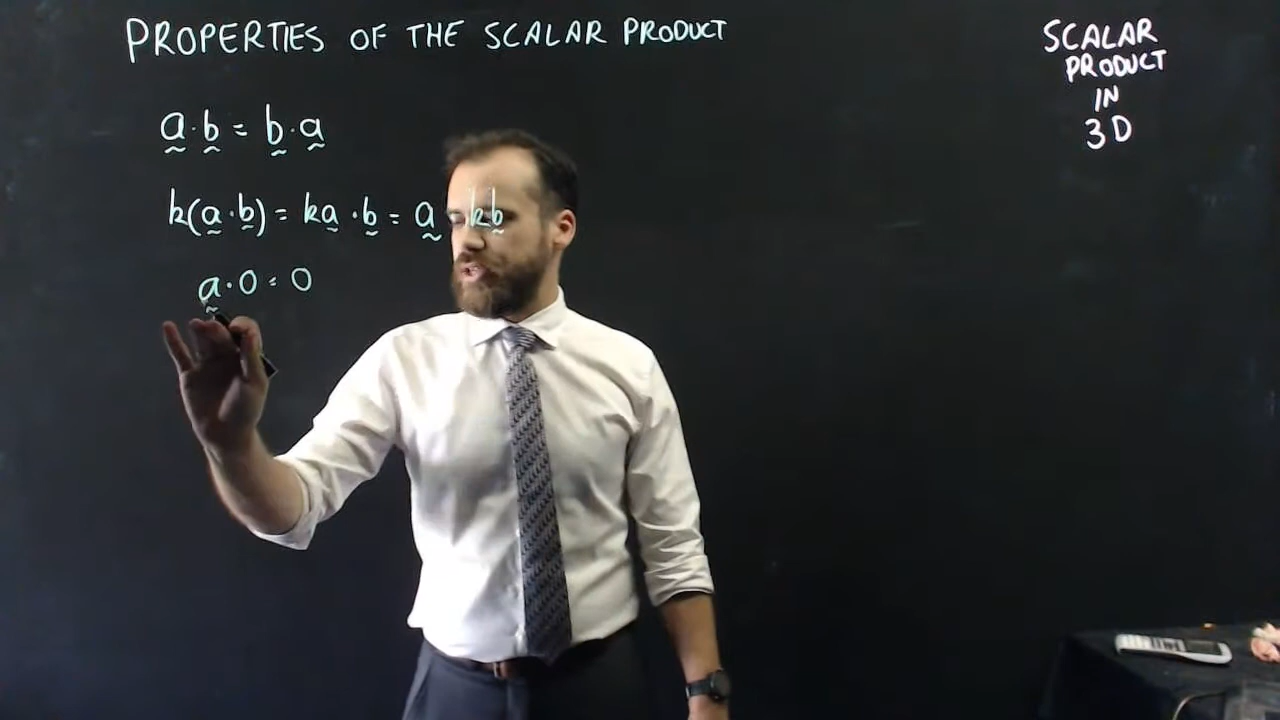 PROPERTIES OF THE SCALAR PRODUCT
a̰ · b̰ = b̰ · a̰
k(a̰ · b̰) = ka̰ · b̰ = a̰ · kb̰
a̰ · 0 = 0
SCALAR
PRODUCT
IN
3D